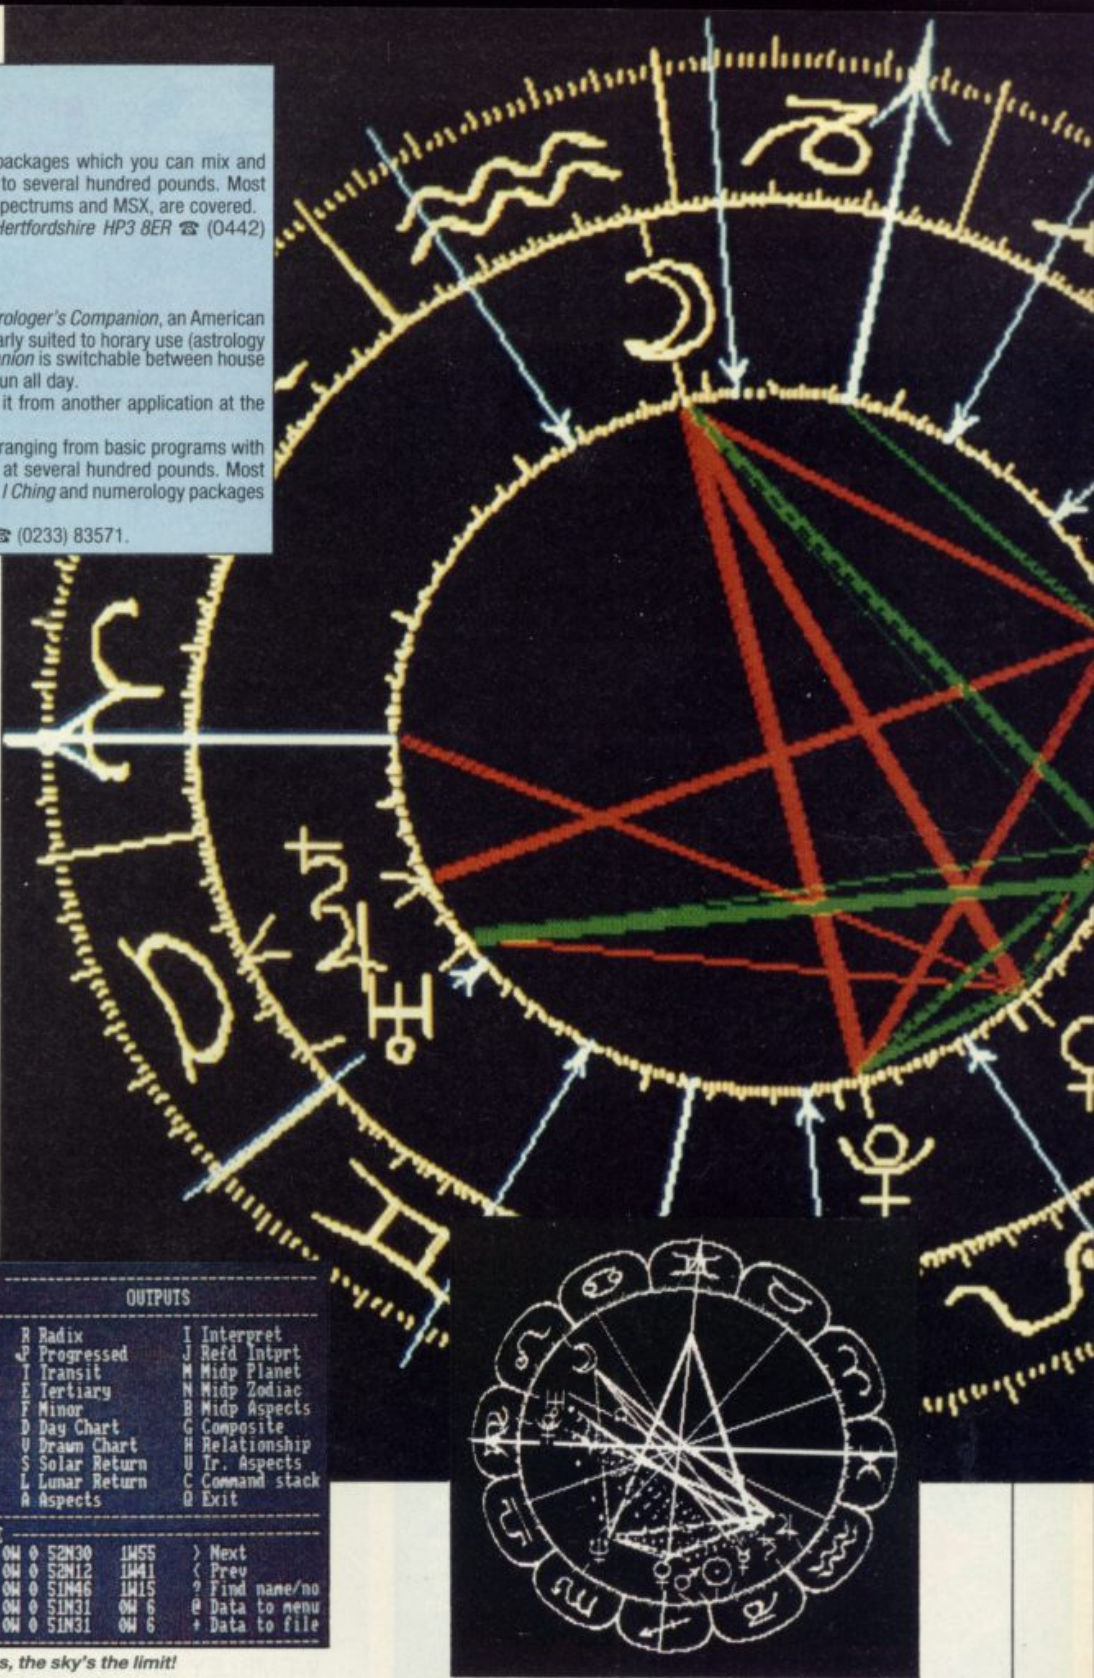 packages which you can mix and
to several hundred pounds. Most
pectrums and MSX, are covered.
Hertfordshire HP3 8ER ☎ (0442)
rologer's Companion, an American
arly suited to horary use (astrology
anion is switchable between house
un all day.
it from another application at the
ranging from basic programs with
at several hundred pounds. Most
I Ching and numerology packages
☎ (0233) 83571.
OUTPUTS
R Radix I Interpret
P Progressed J Refd Intprt
T Transit M Midp Planet
E Tertiary N Midp Zodiac
F Minor B Midp Aspects
D Day Chart G Composite
V Drawn Chart H Relationship
S Solar Return U Tr. Aspects
L Lunar Return C Command stack
A Aspects Q Exit
0W 0 52N30 1W55 > Next
0W 0 52N12 1W41 < Prev
0W 0 51N46 1W15 ? Find name/no
0W 0 51N31 0W 6 @ Data to menu
0W 0 51N31 0W 6 + Data to file
s, the sky's the limit!